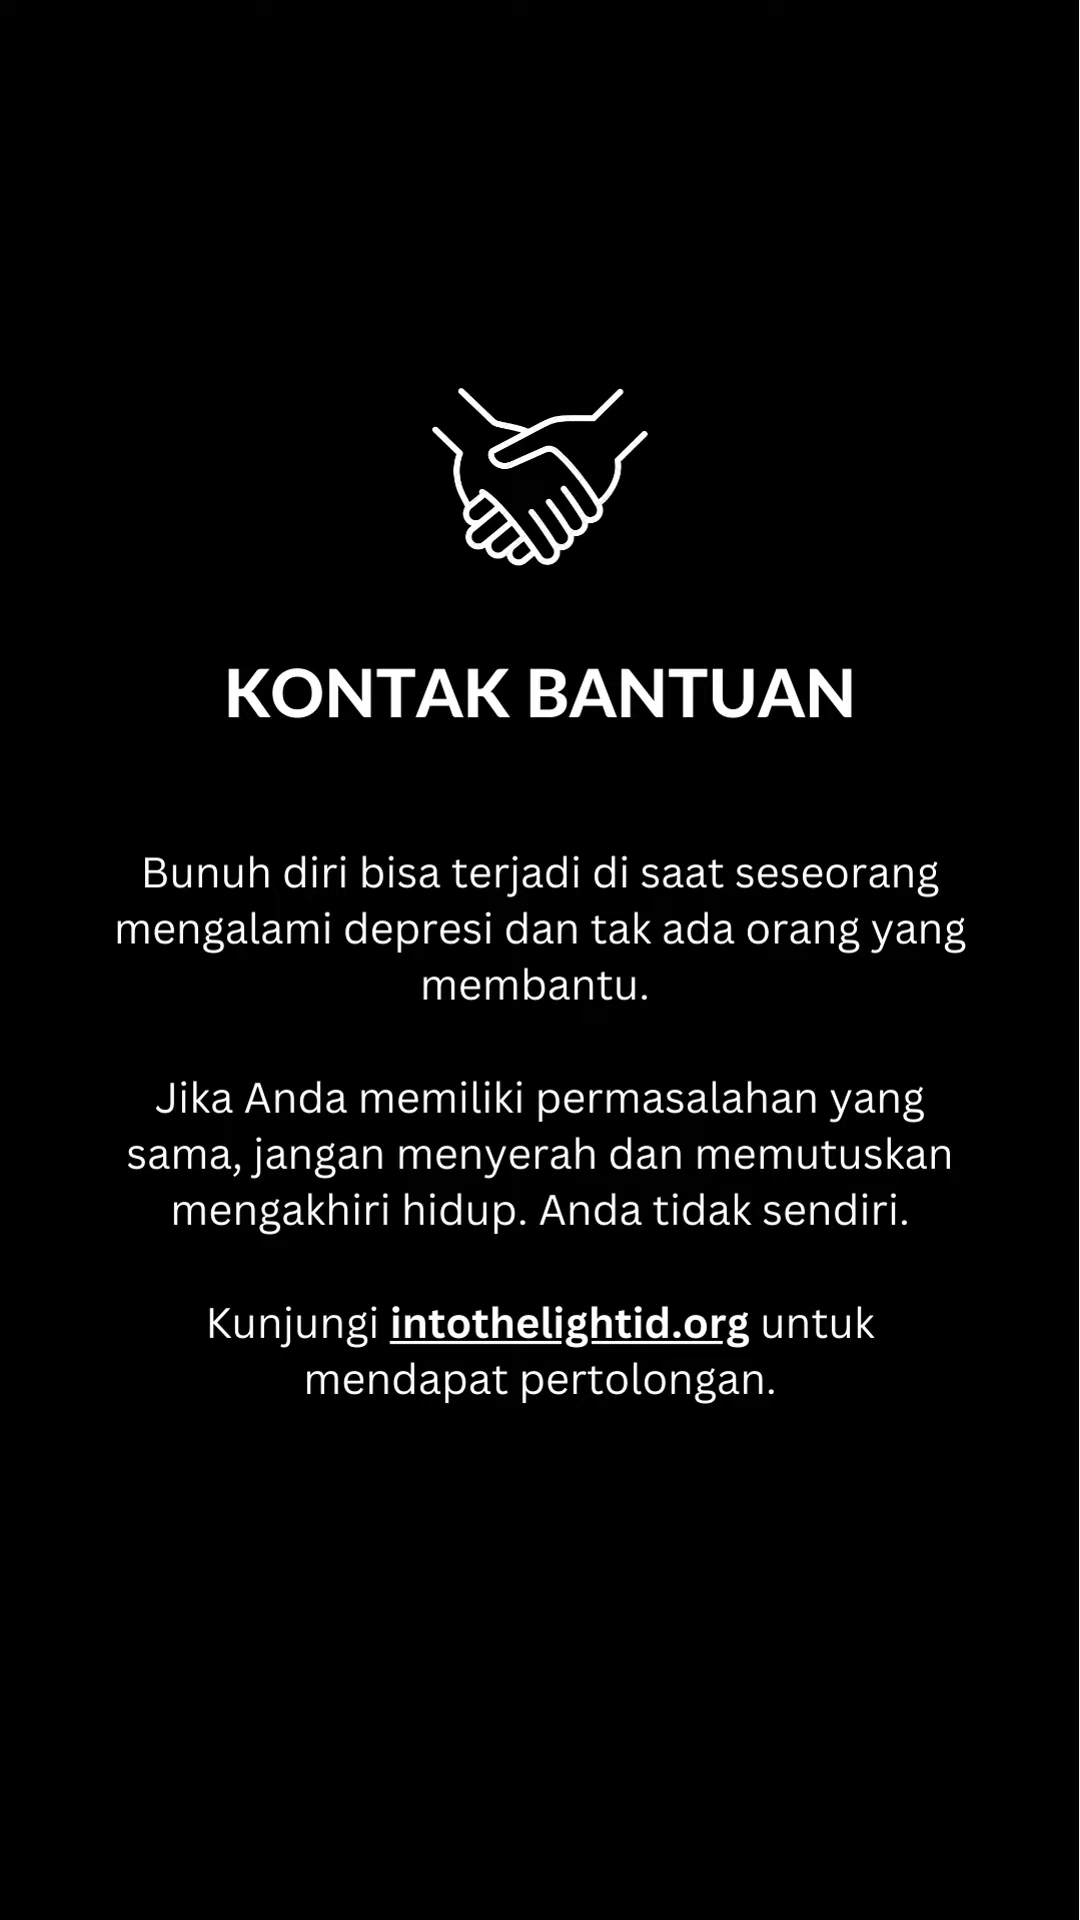 KONTAK BANTUAN
Bunuh diri bisa terjadi di saat seseorang
mengalami depresi dan tak ada orang yang
membantu.
Jika Anda memiliki permasalahan yang
sama, jangan menyerah dan memutuskan
mengakhiri hidup. Anda tidak sendiri.
Kunjungi intothelightid.org untuk
mendapat pertolongan.